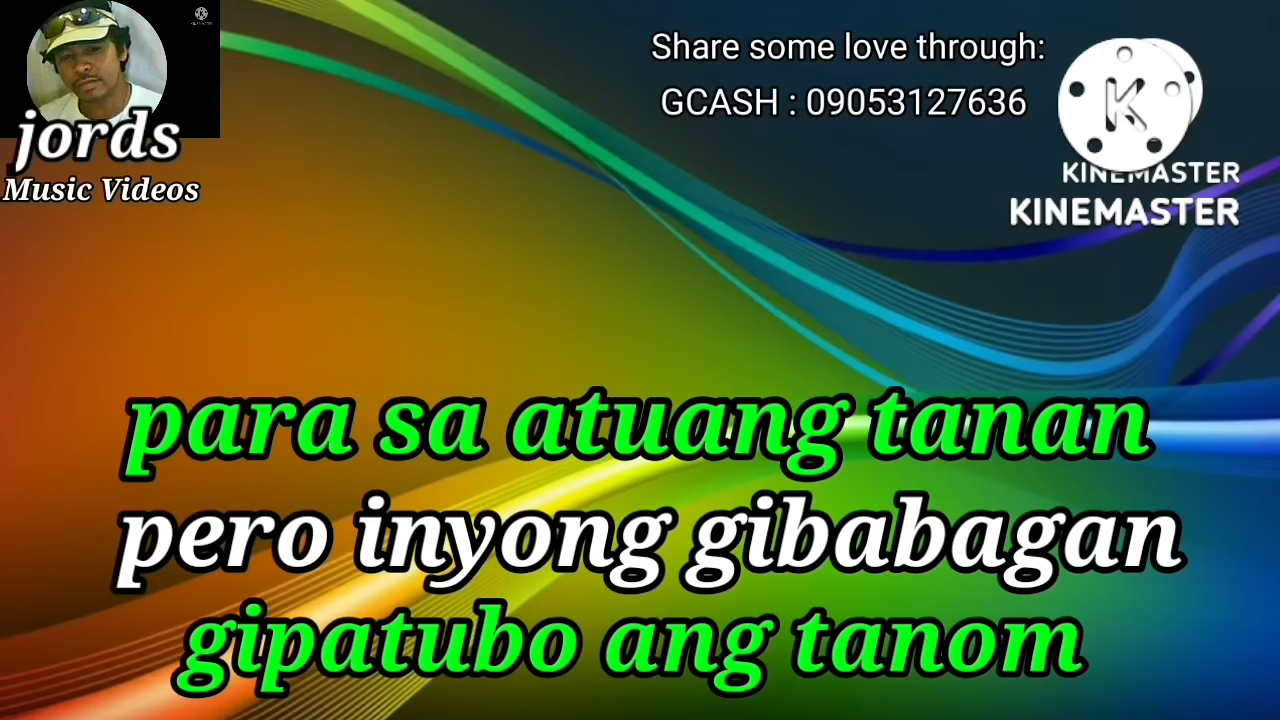 Share some love through:
GCASH : 09053127636
jords
Music Videos
KINEMASTER
KINEMASTER
para sa atuang tanan
pero inyong gibabagan
gipatubo ang tanom